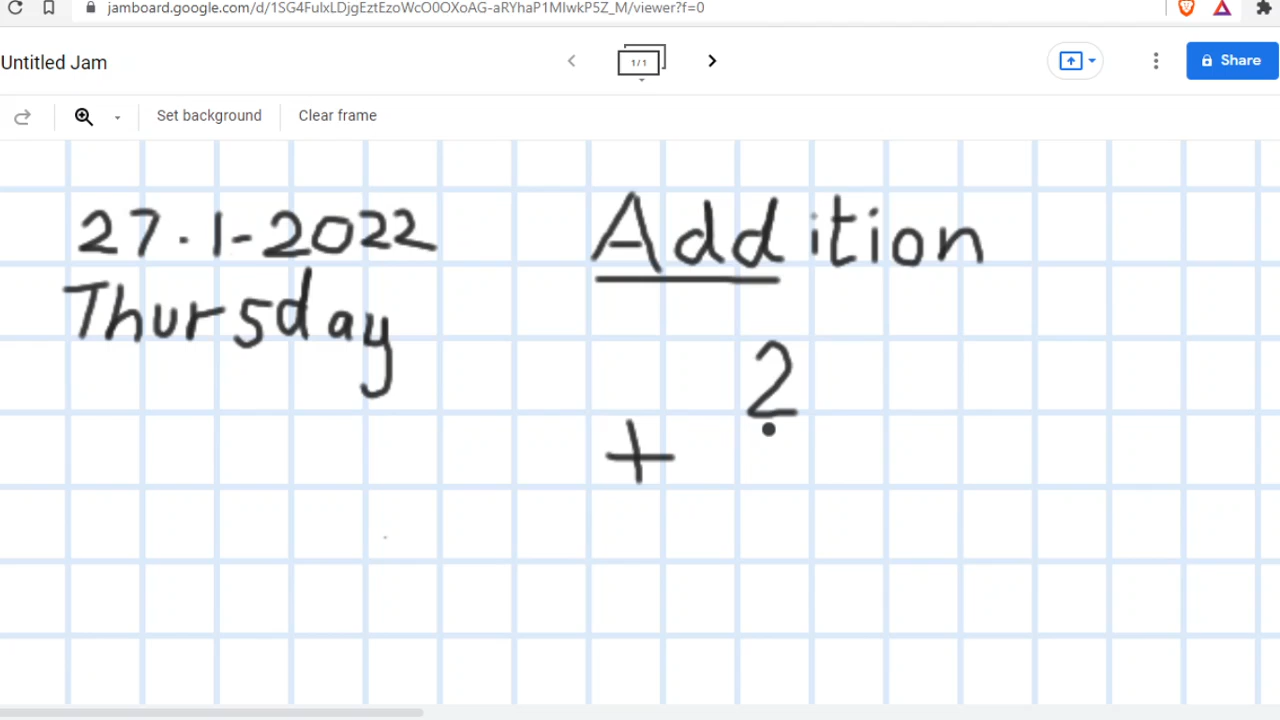 jamboard.google.com/d/1SG4FulxLDjgEztEzoWcO0OXoAG-aRYhaP1MIwkP5Z_M/viewer?f=0
Untitled Jam
1/1
Share
Set background
Clear frame
27.1-2022
Addition
Thursday
2
+